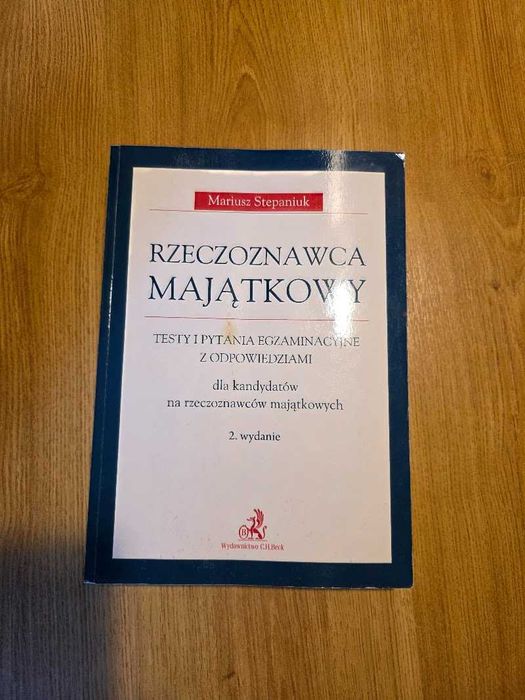 Mariusz Stepaniuk
RZECZOZNAWCA
MAJĄTKOWY
TESTY I PYTANIA EGZAMINACYJNE
Z ODPOWIEDZIAMI
dla kandydatów
na rzeczoznawców majątkowych
2. wydanie
B
Wydawnictwo C.H.Beck